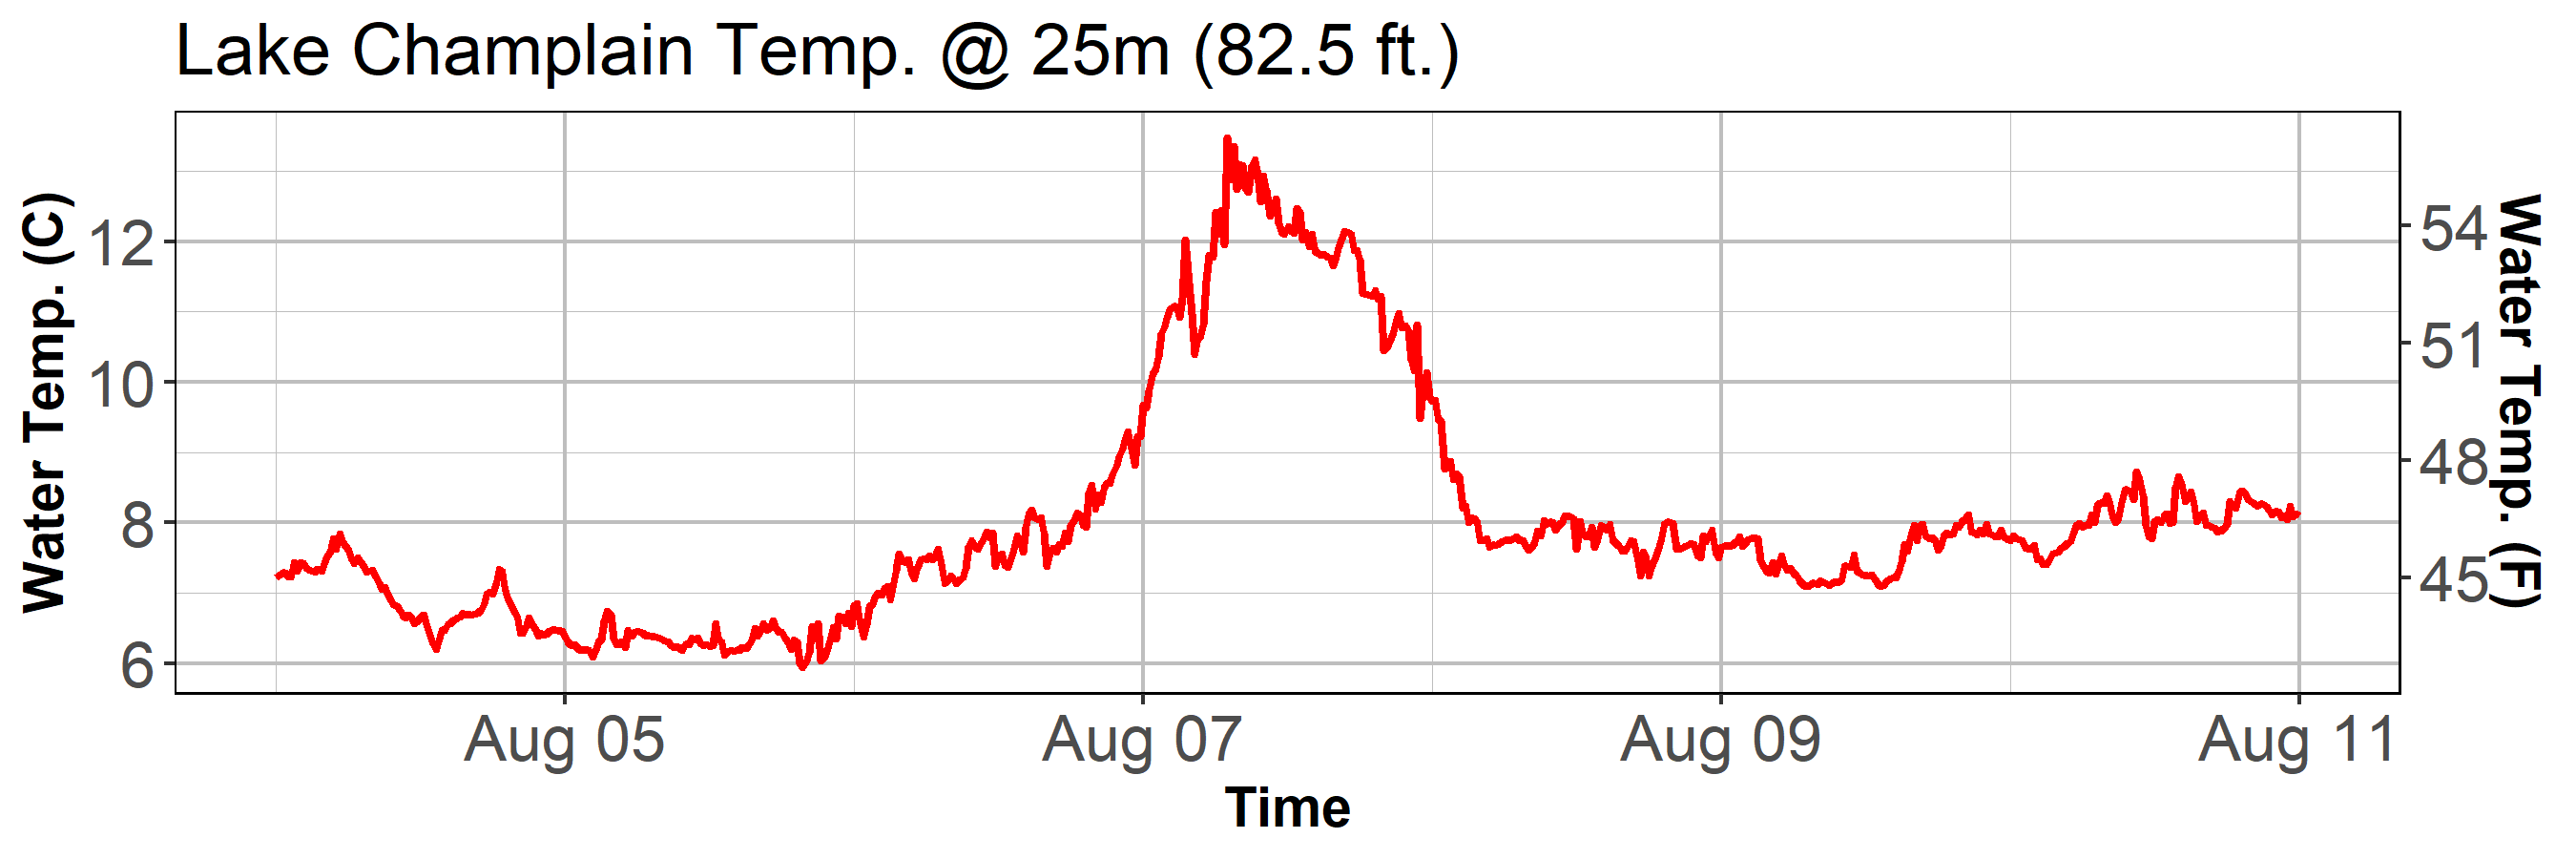 Lake Champlain Temp. @ 25m (82.5 ft.)
Water Temp. (C)
12
10
8
6
54
51
48
45
Water Temp. (F)
Aug 05 Aug 07 Aug 09 Aug 11
Time